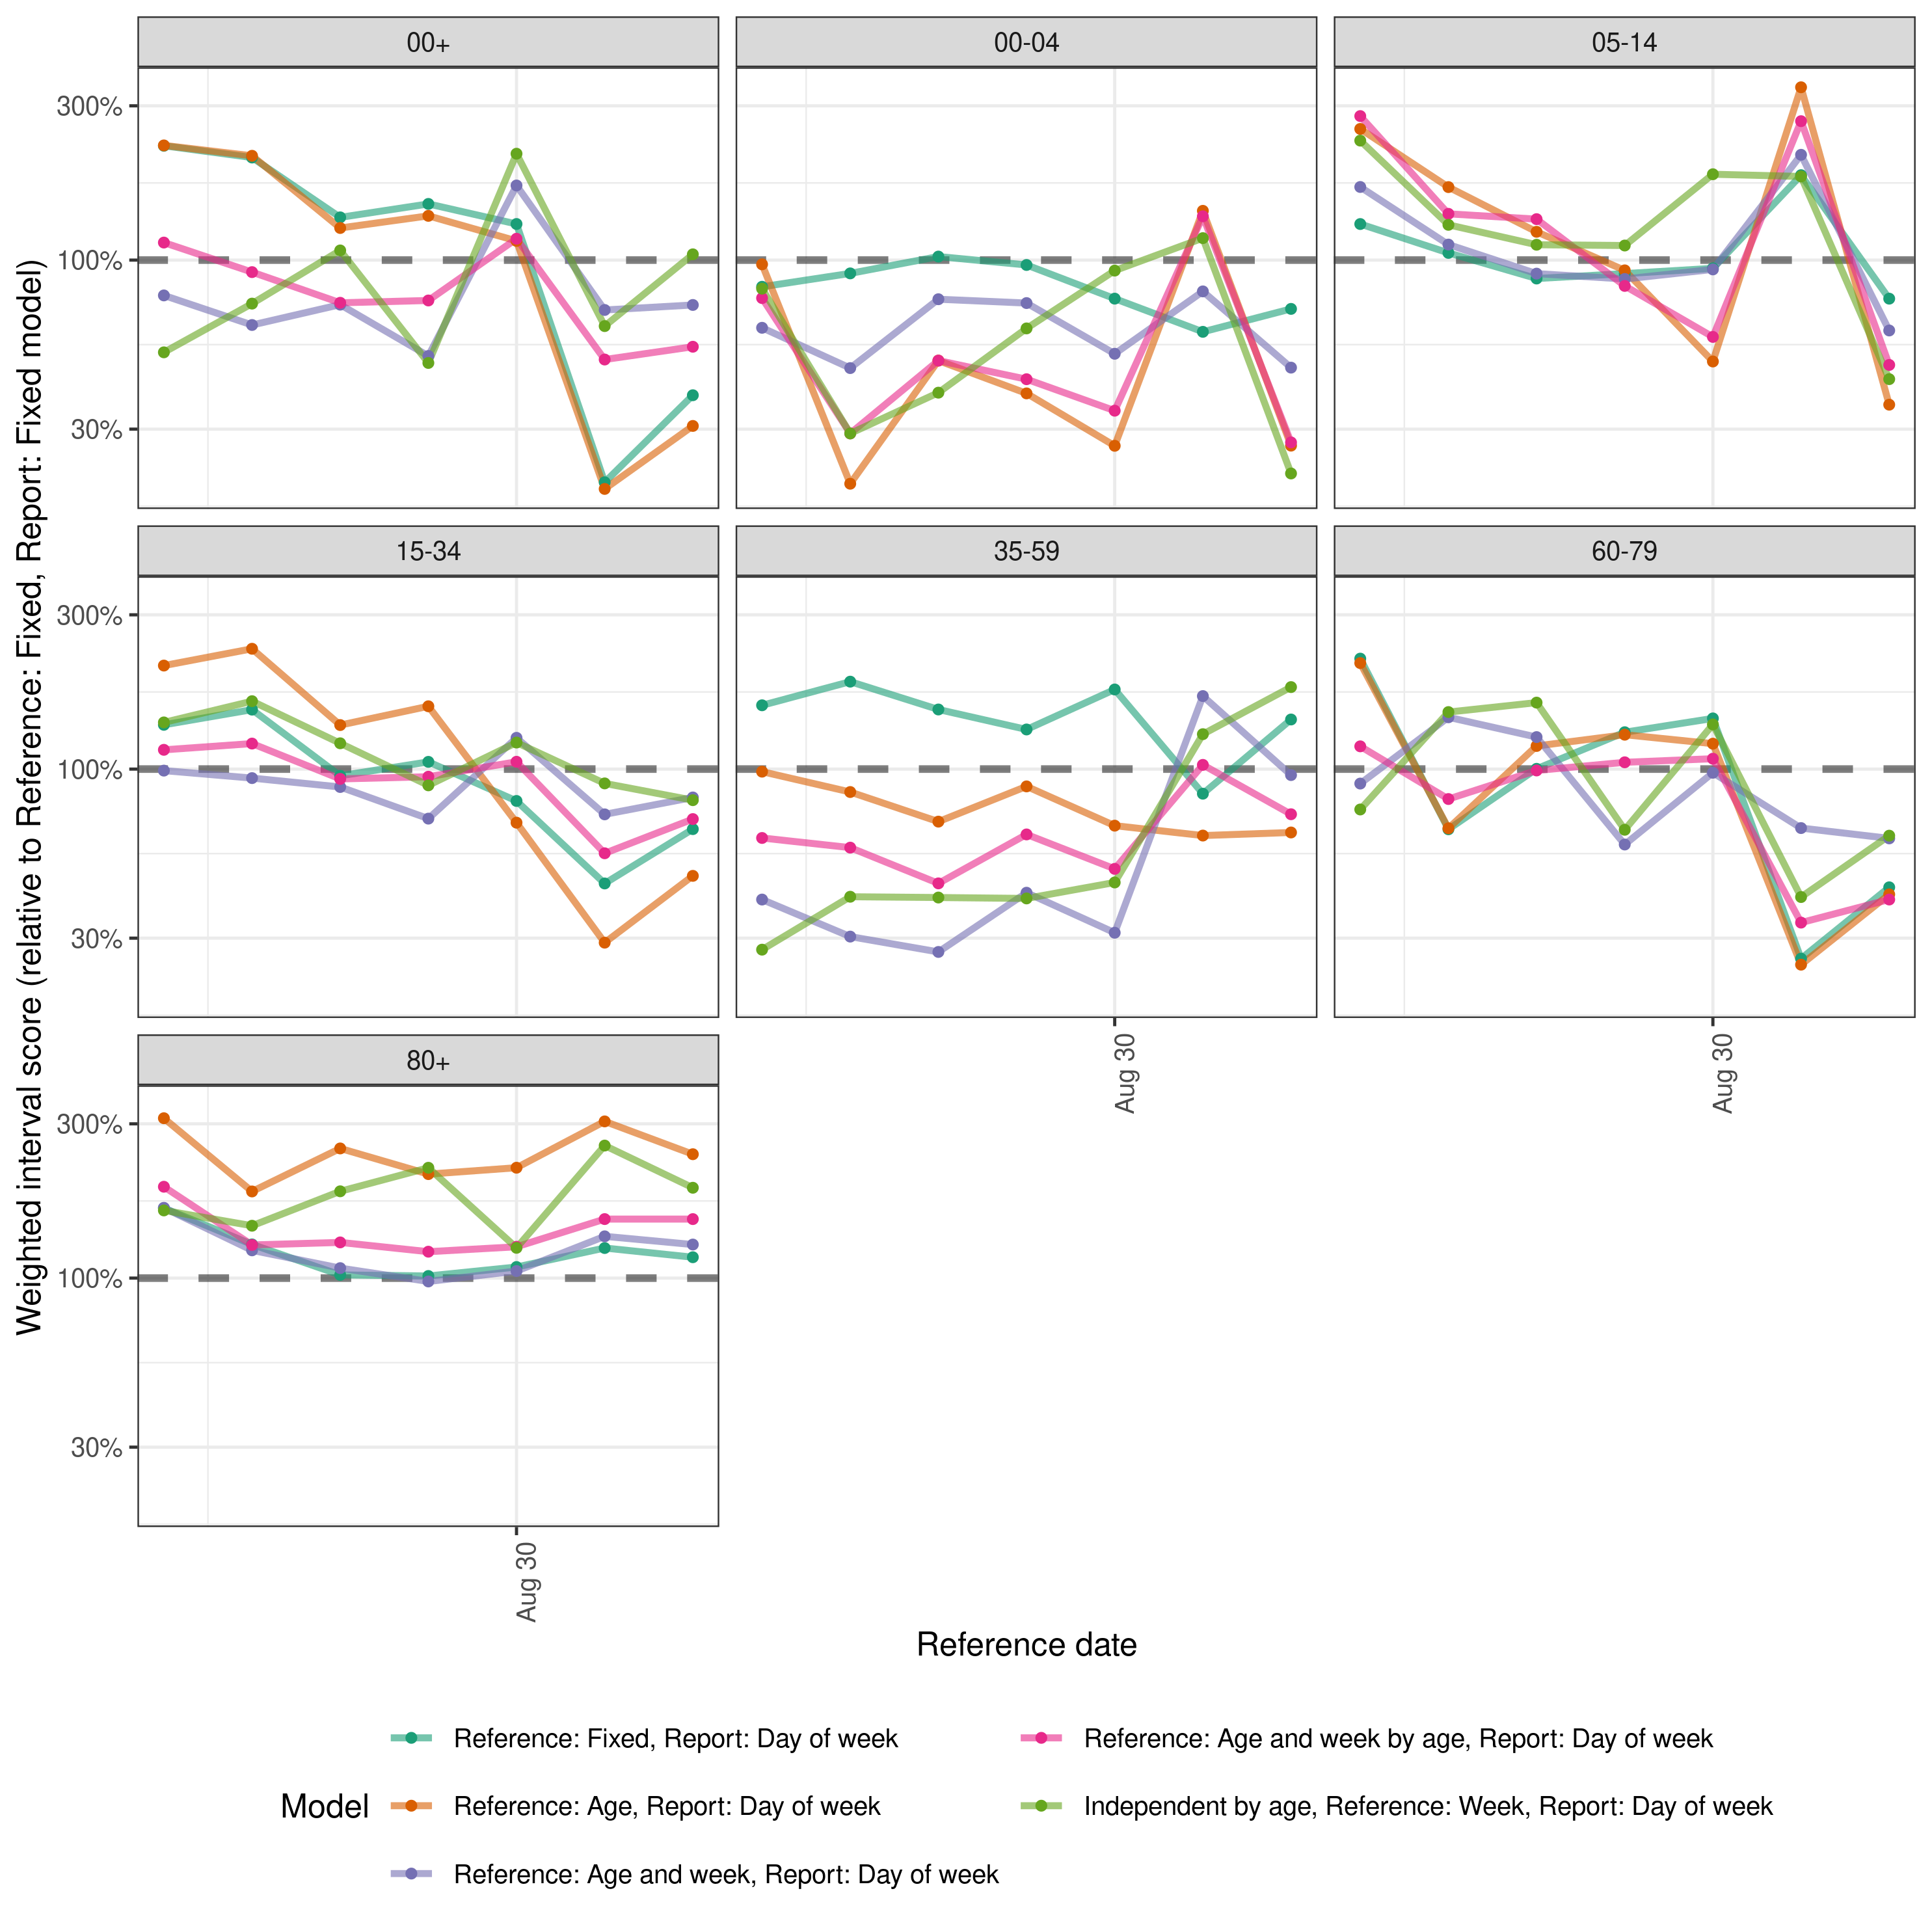 Weighted interval score (relative to Reference: Fixed, Report: Fixed model)
00+
00-04
05-14
300%
100%
30%
15-34
35-59
60-79
300%
100%
30%
Aug 30
Aug 30
80+
300%
100%
30%
Aug 30
Reference date
Model
Reference: Fixed, Report: Day of week
Reference: Age, Report: Day of week
Reference: Age and week, Report: Day of week
Reference: Age and week by age, Report: Day of week
Independent by age, Reference: Week, Report: Day of week